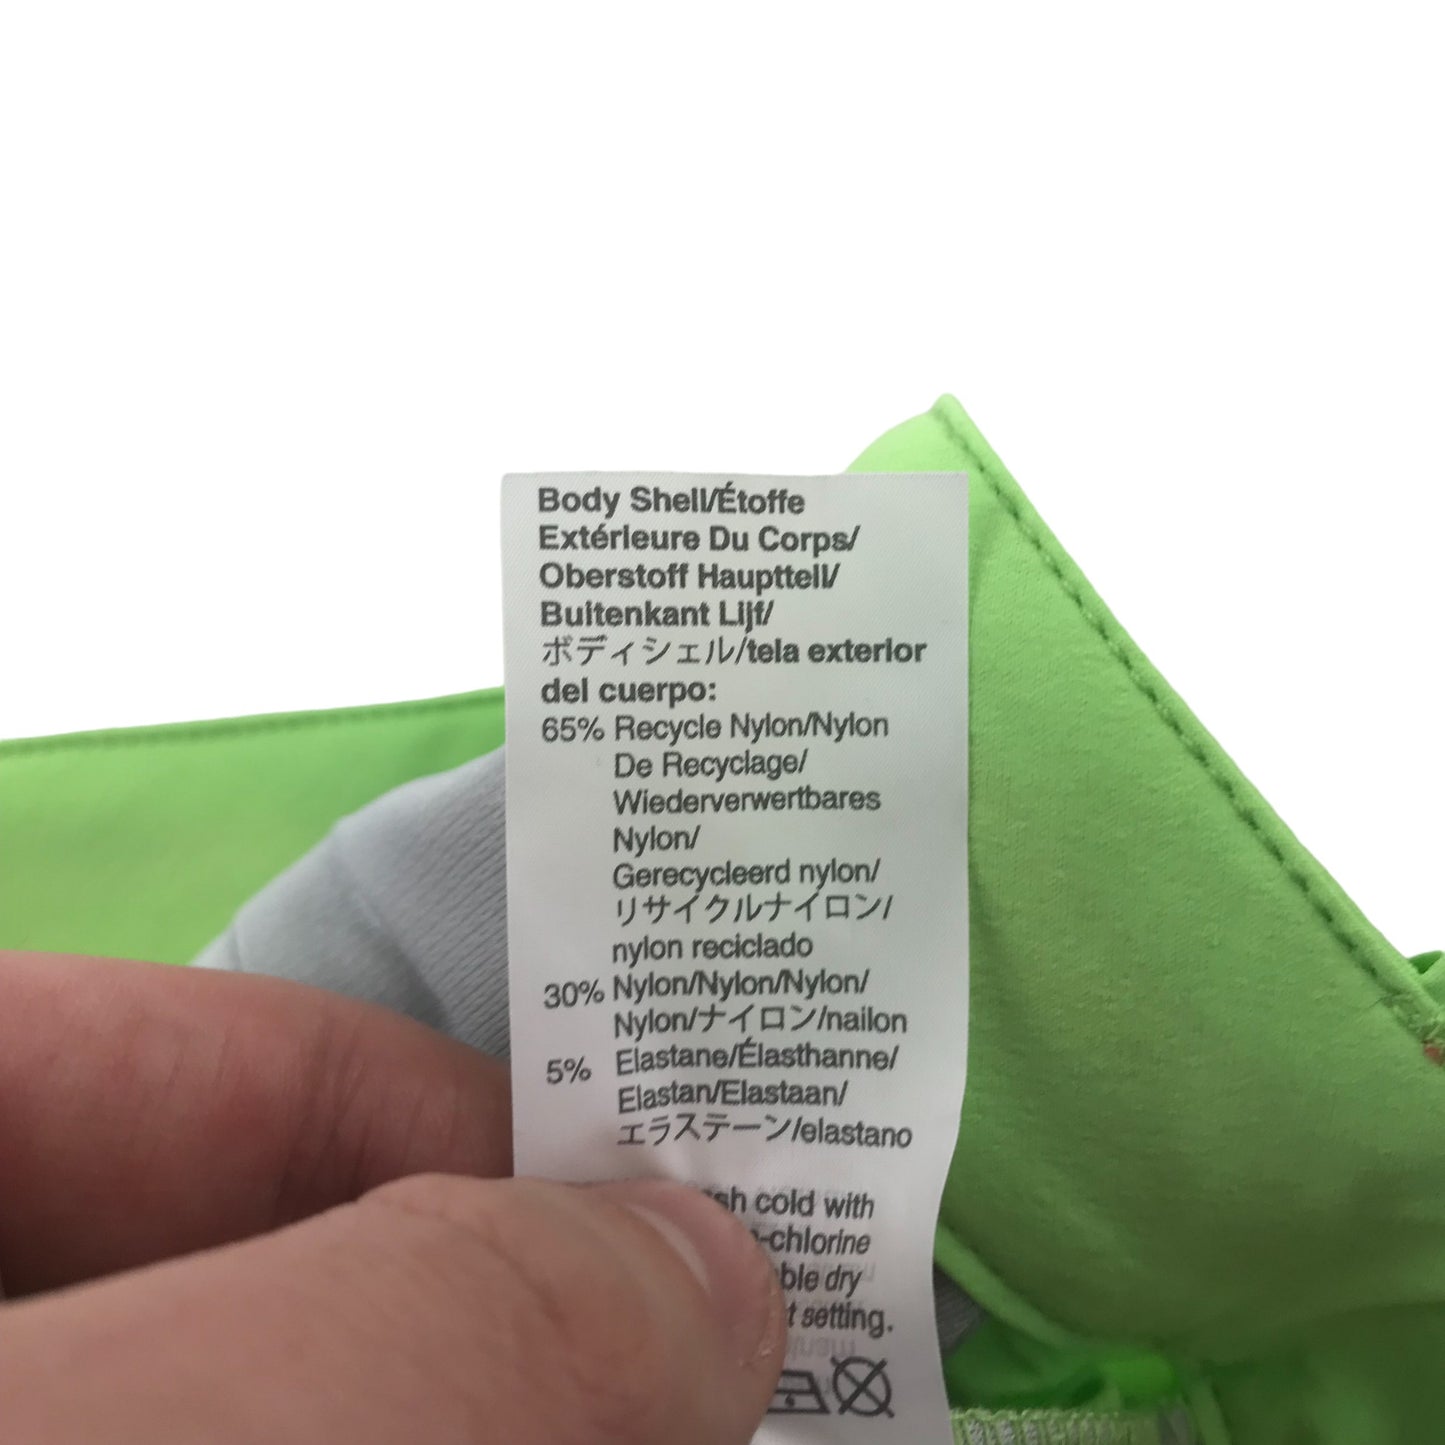 Body Shell/Étoffe
Extérieure Du Corps/
Oberstoff Hauptteil/
Buitenkant Lijf/
ボディシェル/tela exterior
del cuerpo:
65% Recycle Nylon/Nylon
De Recyclage/
Wiederverwertbares
Nylon/
Gerecycleerd nylon/
リサイクルナイロン/
nylon reciclado
30% Nylon/Nylon/Nylon/
Nylon/ナイロン/nailon
5% Elastane/Élasthanne/
Elastan/Elastaan/
エラステーン/elastano
cold with
-chlorine
dry
setting.